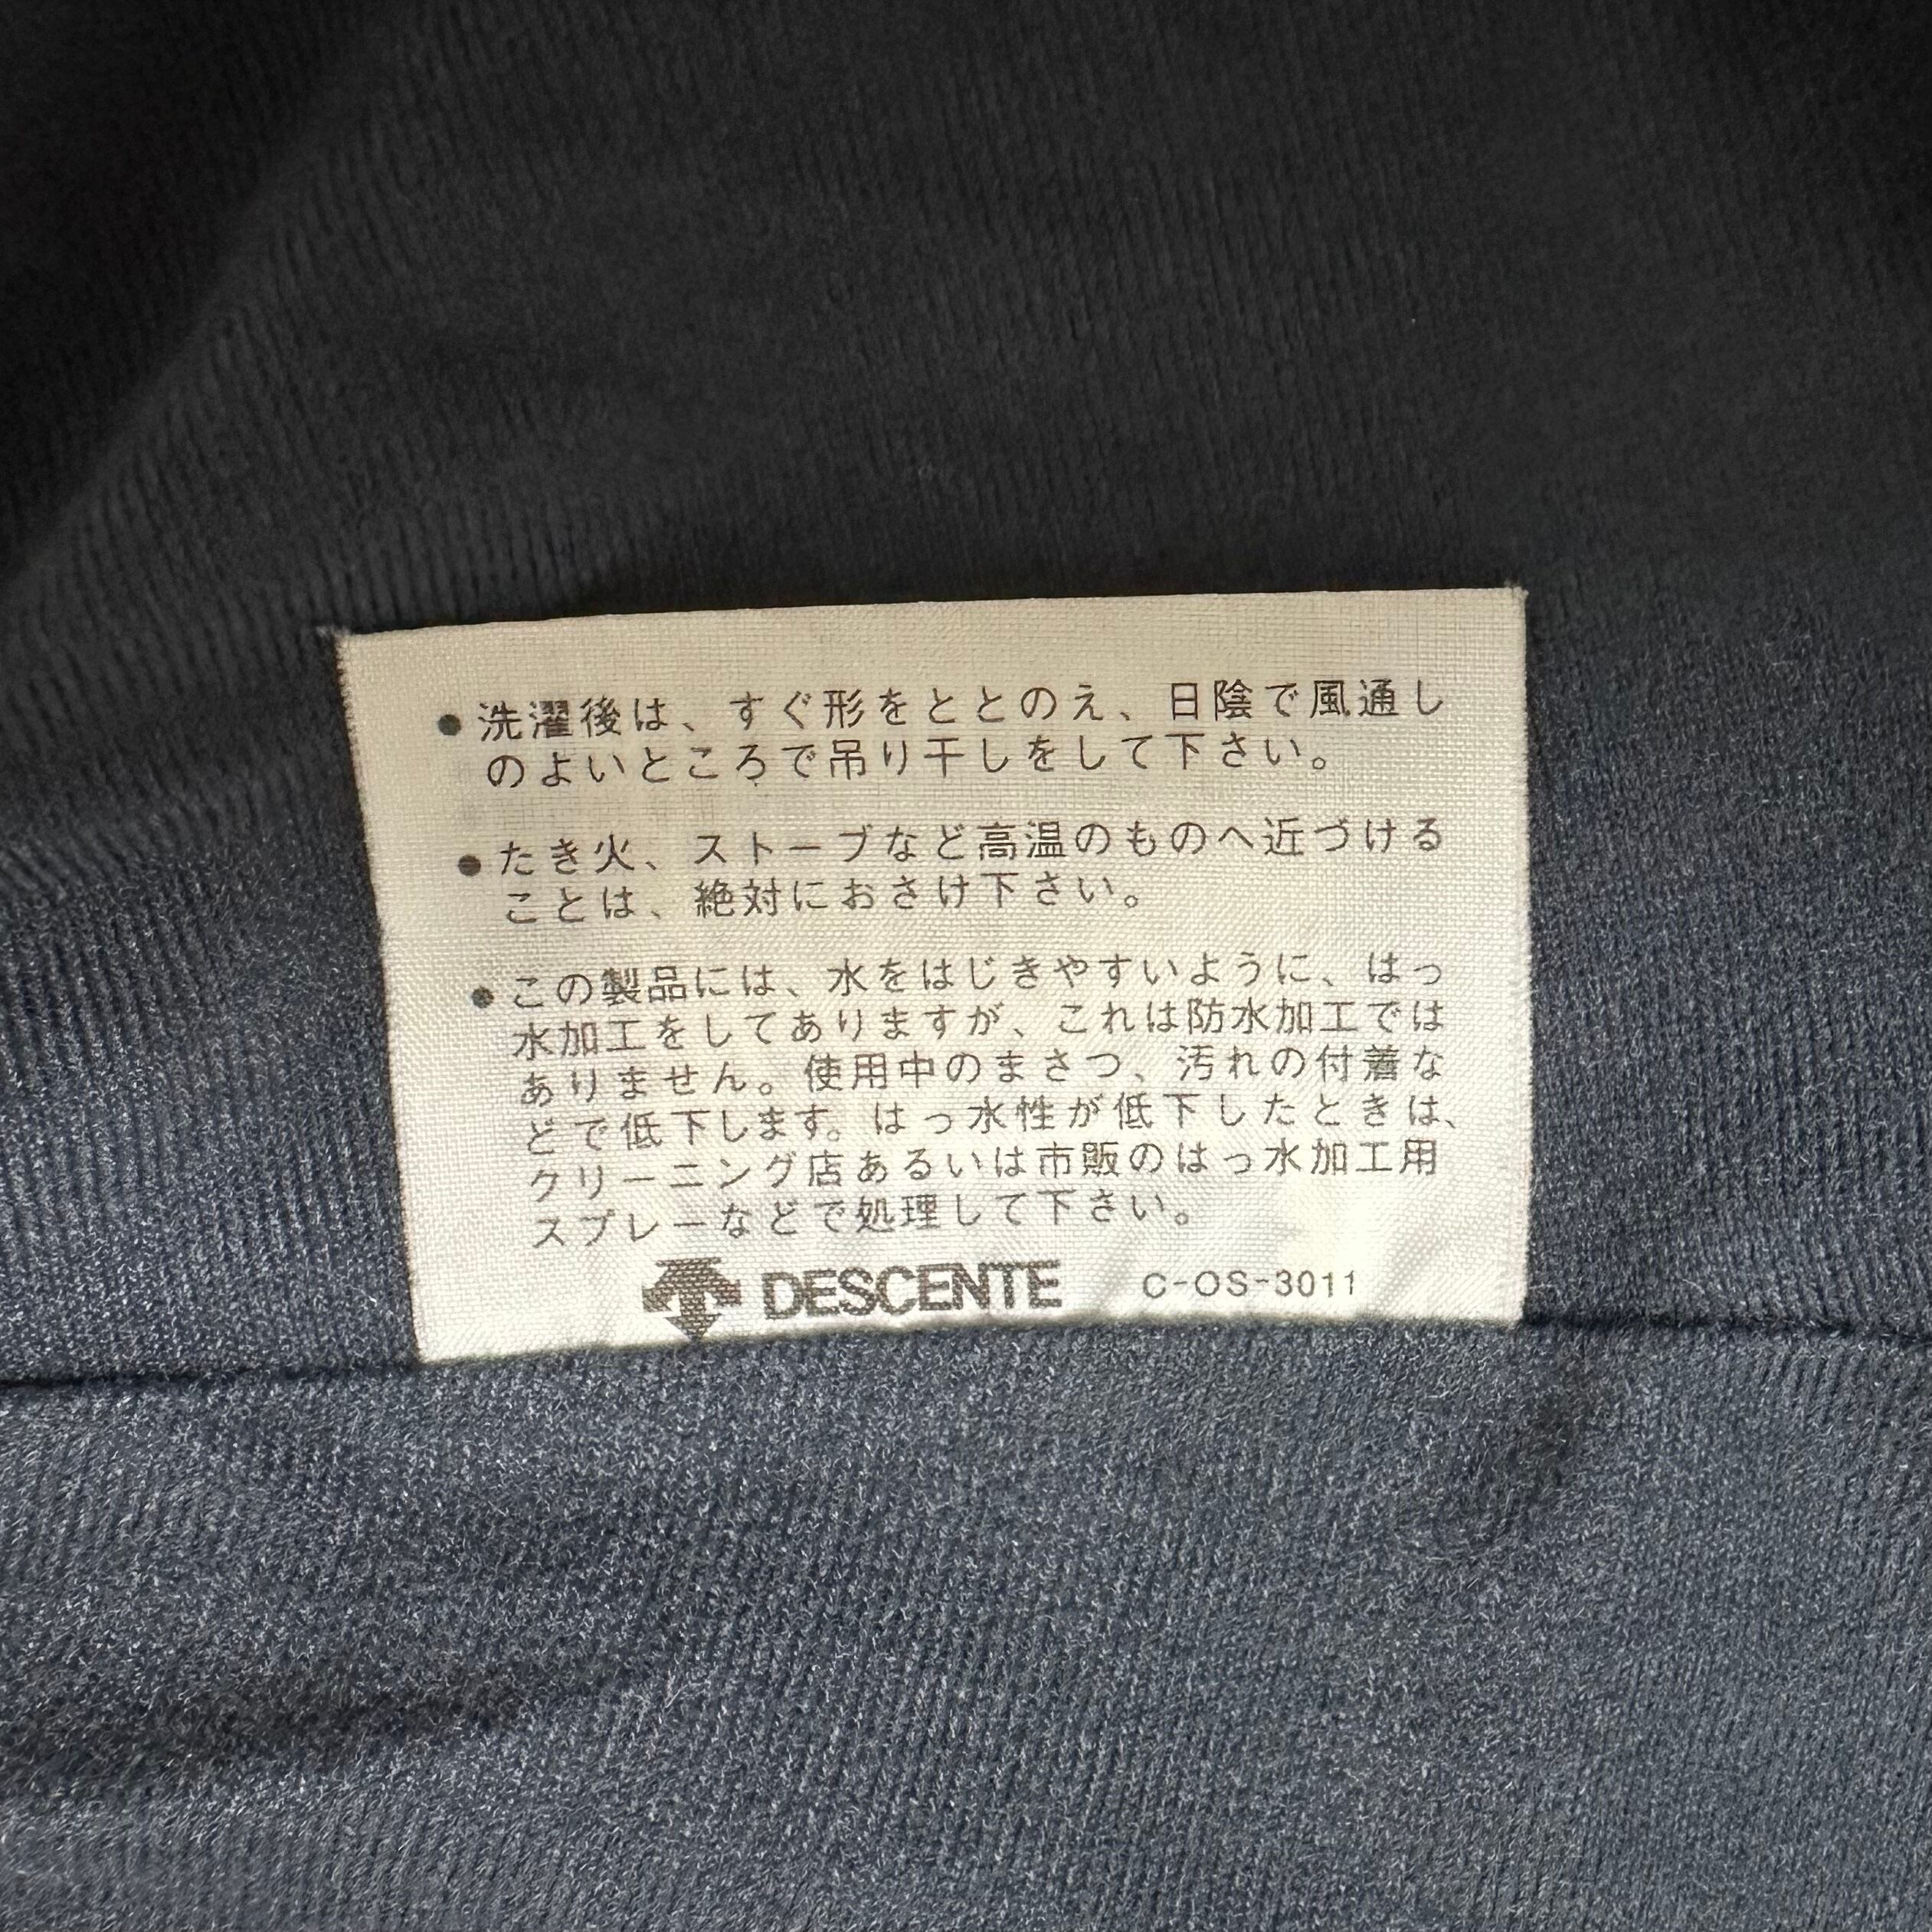 ●洗濯後は、すぐ形をととのえ、日陰で風通し
のよいところで吊り干しをして下さい。
●たき火、ストーブなど高温のものへ近づける
ことは、絶対におさけ下さい。
●この製品には、水をはじきやすいように、はっ
水加工をしてありますが、これは防水加工では
ありません。使用中のまさつ、汚れの付着な
どで低下します。はっ水性が低下したときは、
クリーニング店あるいは市販のはっ水加工用
スプレーなどで処理して下さい。
DESCENTE C-OS-3011